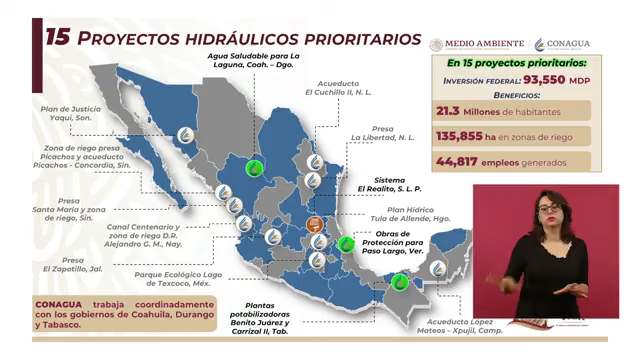 15 PROYECTOS HIDRÁULICOS PRIORITARIOS
MEDIO AMBIENTE
CONAGUA
En 15 proyectos prioritarios:
INVERSIÓN FEDERAL: 93,550 MDP
BENEFICIOS:
21.3 Millones de habitantes
135,855 ha en zonas de riego
44,817 empleos generados
Agua Saludable para La
Laguna, Coah. – Dgo.
Acueducto
El Cuchillo II, N. L.
Plan de Justicia
Yaqui, Son.
Presa
La Libertad, N. L.
Zona de riego presa
Picachos y acueducto
Picachos - Concordia, Sin.
Sistema
El Realito, S. L. P.
Presa
Santa María y zona
de riego, Sin.
Plan Hídrico
Tula de Allende, Hgo.
Canal Centenario y
zona de riego D.R.
Alejandro G. M., Nay.
Obras de
Protección para
Paso Largo, Ver.
Presa
El Zapotillo, Jal.
Parque Ecológico Lago
de Texcoco, Méx.
CONAGUA trabaja coordinadamente
con los gobiernos de Coahuila, Durango
y Tabasco.
Plantas
potabilizadoras
Benito Juárez y
Carrizal II, Tab.
Acueducto López
Mateos – Xpujil, Camp.